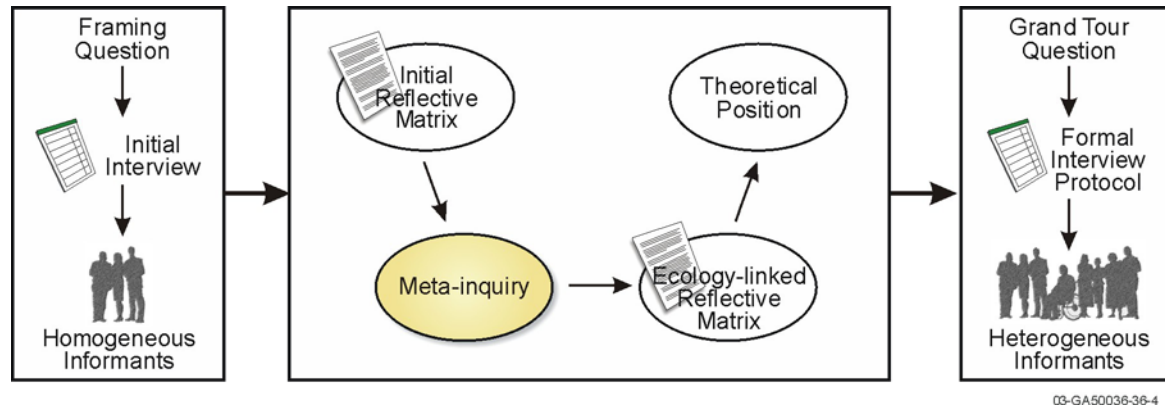 Framing
Question
Initial
Interview
Homogeneous
Informants
Initial
Reflective
Matrix
Meta-inquiry
Ecology-linked
Reflective
Matrix
Theoretical
Position
Grand Tour
Question
Formal
Interview
Protocol
Heterogeneous
Informants
03-GA50036-36-4